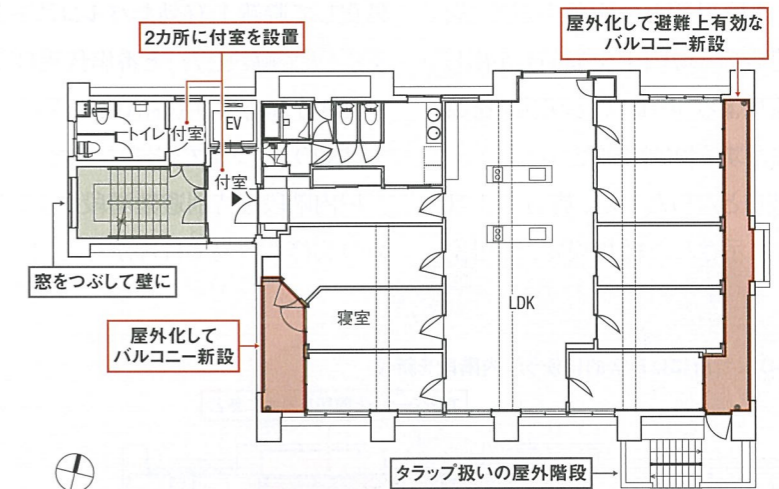 2カ所に付室を設置
屋外化して避難上有効な
バルコニー新設
トイレ
付室
EV
付室
窓をつぶして壁に
寝室
LDK
屋外化して
バルコニー新設
タラップ扱いの屋外階段